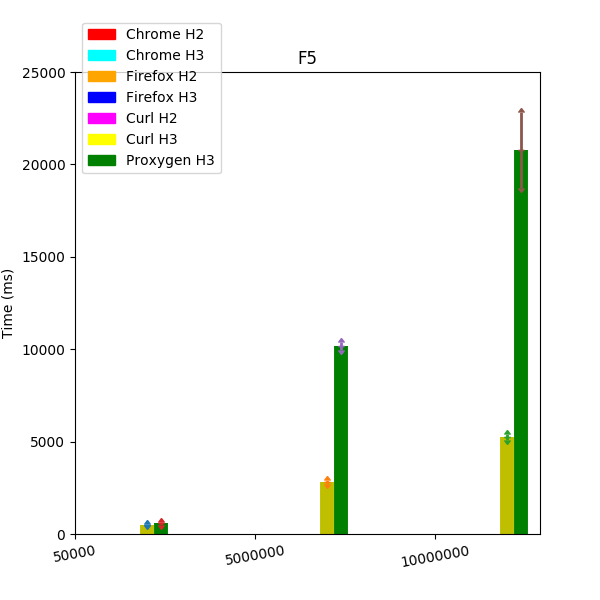 Chrome H2
Chrome H3
Firefox H2
Firefox H3
Curl H2
Curl H3
Proxygen H3
F5
Time (ms)
25000
20000
15000
10000
5000
0
50000
5000000
10000000